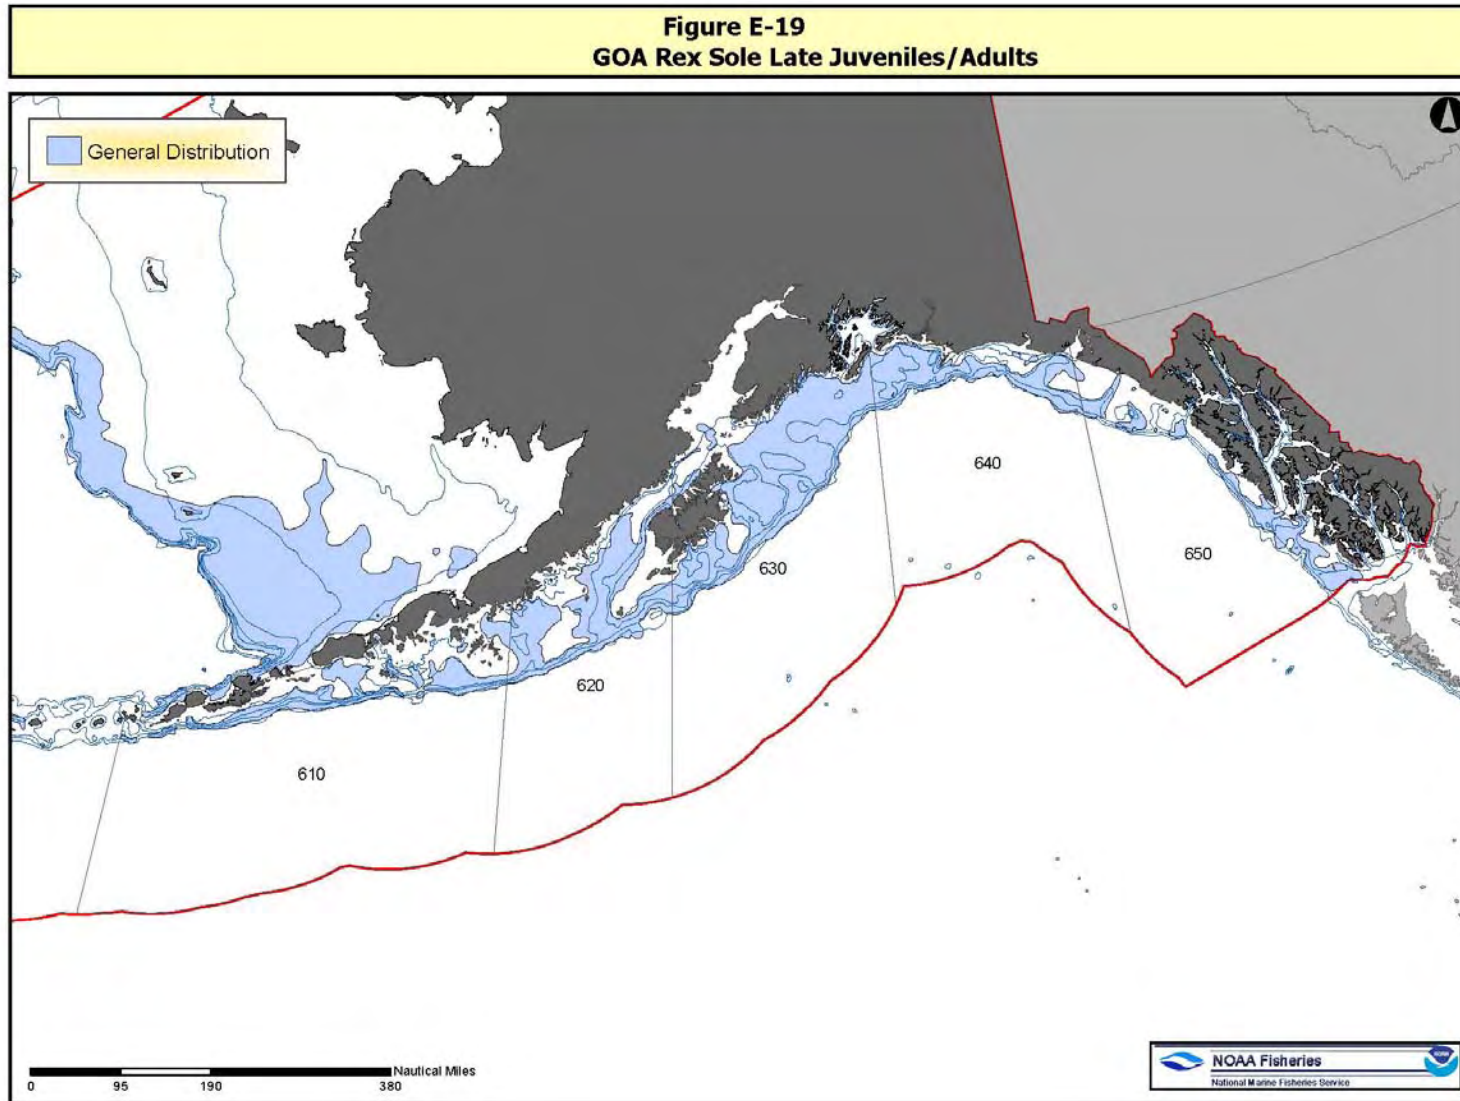 Figure E-19
GOA Rex Sole Late Juveniles/Adults
General Distribution
640
650
630
620
610
Nautical Miles
0 95 190 380
NOAA Fisheries
National Marine Fisheries Service